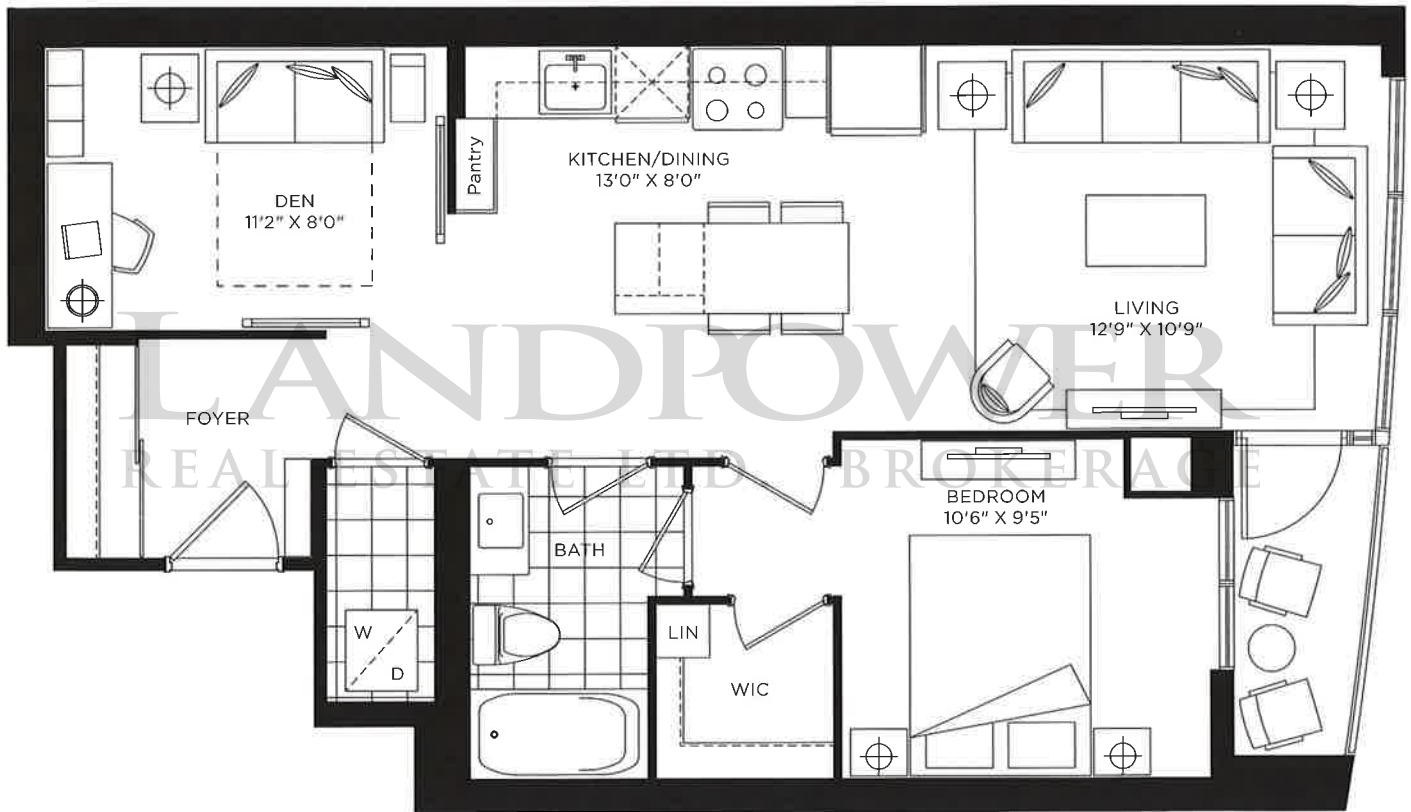 Pantry
KITCHEN/DINING
13'0" X 8'0"
DEN
11'2" X 8'0"
LIVING
12'9" X 10'9"
LANDPOWER
FOYER
REAL ESTATE LTD BROKERAGE
BEDROOM
10'6" X 9'5"
BATH
W
D
LIN
WIC